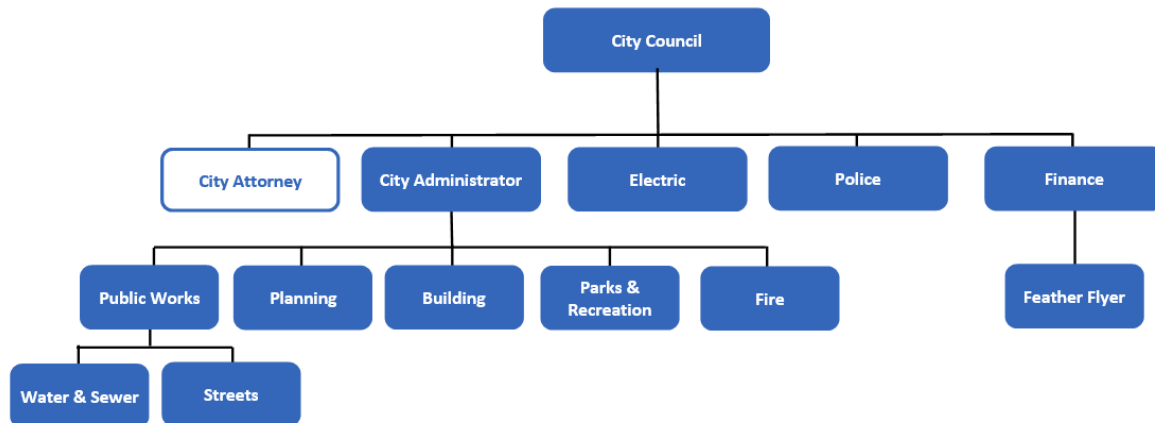 City Council
City Attorney
City Administrator
Electric
Police
Finance
Public Works
Planning
Building
Parks &
Recreation
Fire
Feather Flyer
Water & Sewer
Streets